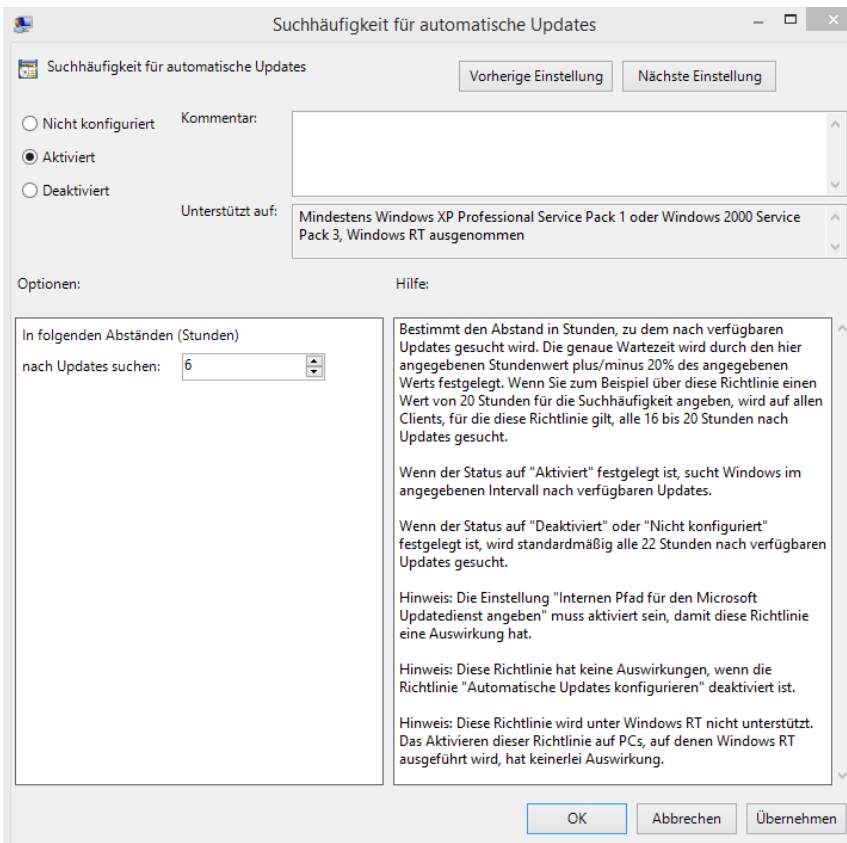 Suchhäufigkeit für automatische Updates
Suchhäufigkeit für automatische Updates
Vorherige Einstellung
Nächste Einstellung
Nicht konfiguriert
Aktiviert
Deaktiviert
Kommentar:
Unterstützt auf:
Mindestens Windows XP Professional Service Pack 1 oder Windows 2000 Service
Pack 3, Windows RT ausgenommen
Optionen:
Hilfe:
In folgenden Abständen (Stunden)
nach Updates suchen: 6
Bestimmt den Abstand in Stunden, zu dem nach verfügbaren
Updates gesucht wird. Die genaue Wartezeit wird durch den hier
angegebenen Stundenwert plus/minus 20% des angegebenen
Werts festgelegt. Wenn Sie zum Beispiel über diese Richtlinie einen
Wert von 20 Stunden für die Suchhäufigkeit angeben, wird auf allen
Clients, für die diese Richtlinie gilt, alle 16 bis 20 Stunden nach
Updates gesucht.
Wenn der Status auf "Aktiviert" festgelegt ist, sucht Windows im
angegebenen Intervall nach verfügbaren Updates.
Wenn der Status auf "Deaktiviert" oder "Nicht konfiguriert"
festgelegt ist, wird standardmäßig alle 22 Stunden nach verfügbaren
Updates gesucht.
Hinweis: Die Einstellung "Internen Pfad für den Microsoft
Updatedienst angeben" muss aktiviert sein, damit diese Richtlinie
eine Auswirkung hat.
Hinweis: Diese Richtlinie hat keine Auswirkungen, wenn die
Richtlinie "Automatische Updates konfigurieren" deaktiviert ist.
Hinweis: Diese Richtlinie wird unter Windows RT nicht unterstützt.
Das Aktivieren dieser Richtlinie auf PCs, auf denen Windows RT
ausgeführt wird, hat keinerlei Auswirkung.
OK
Abbrechen
Übernehmen